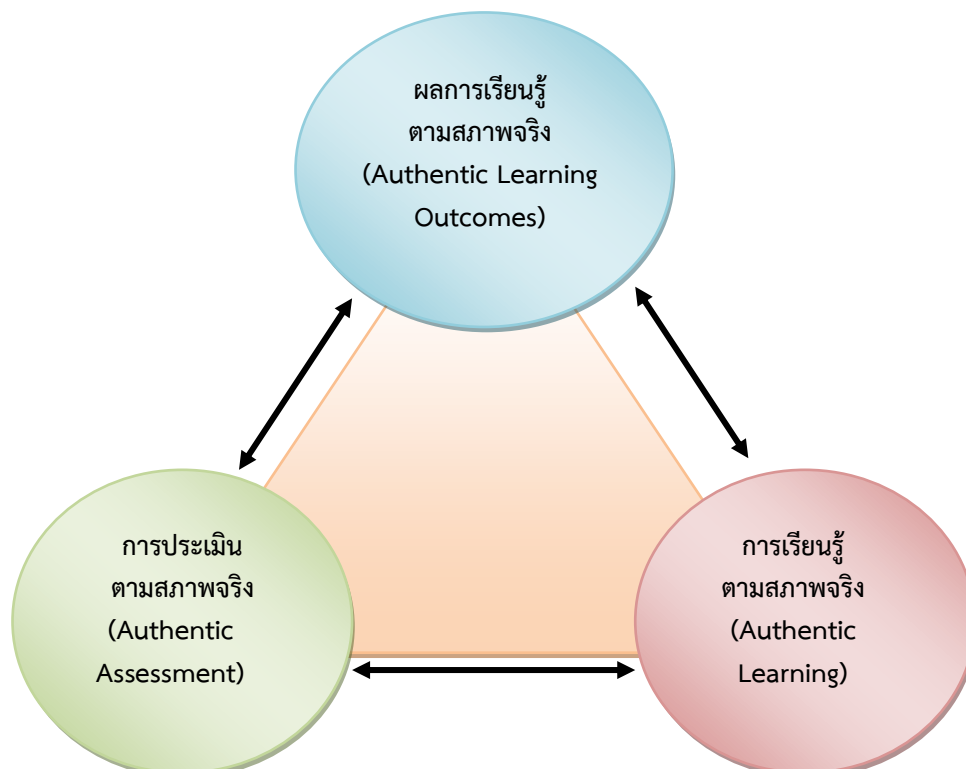 ผลการเรียนรู้
ตามสภาพจริง
(Authentic Learning
Outcomes)
การประเมิน
ตามสภาพจริง
(Authentic
Assessment)
การเรียนรู้
ตามสภาพจริง
(Authentic
Learning)